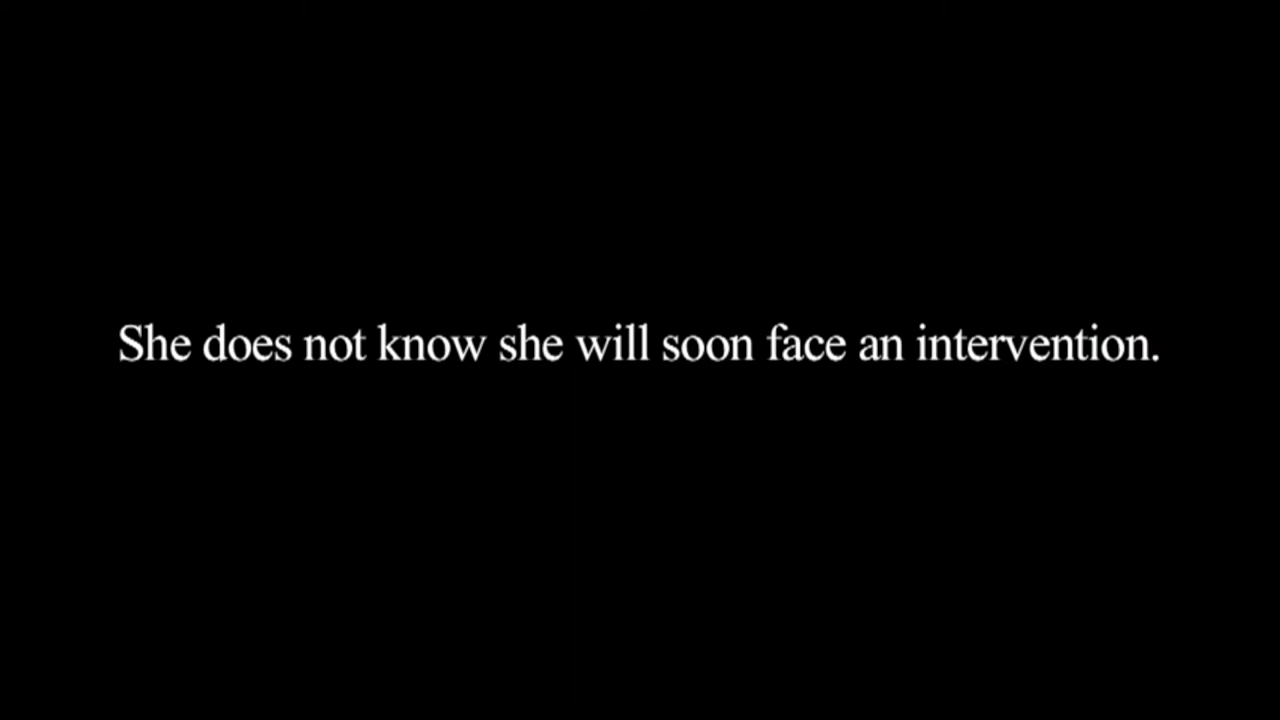 She does not know she will soon face an intervention.